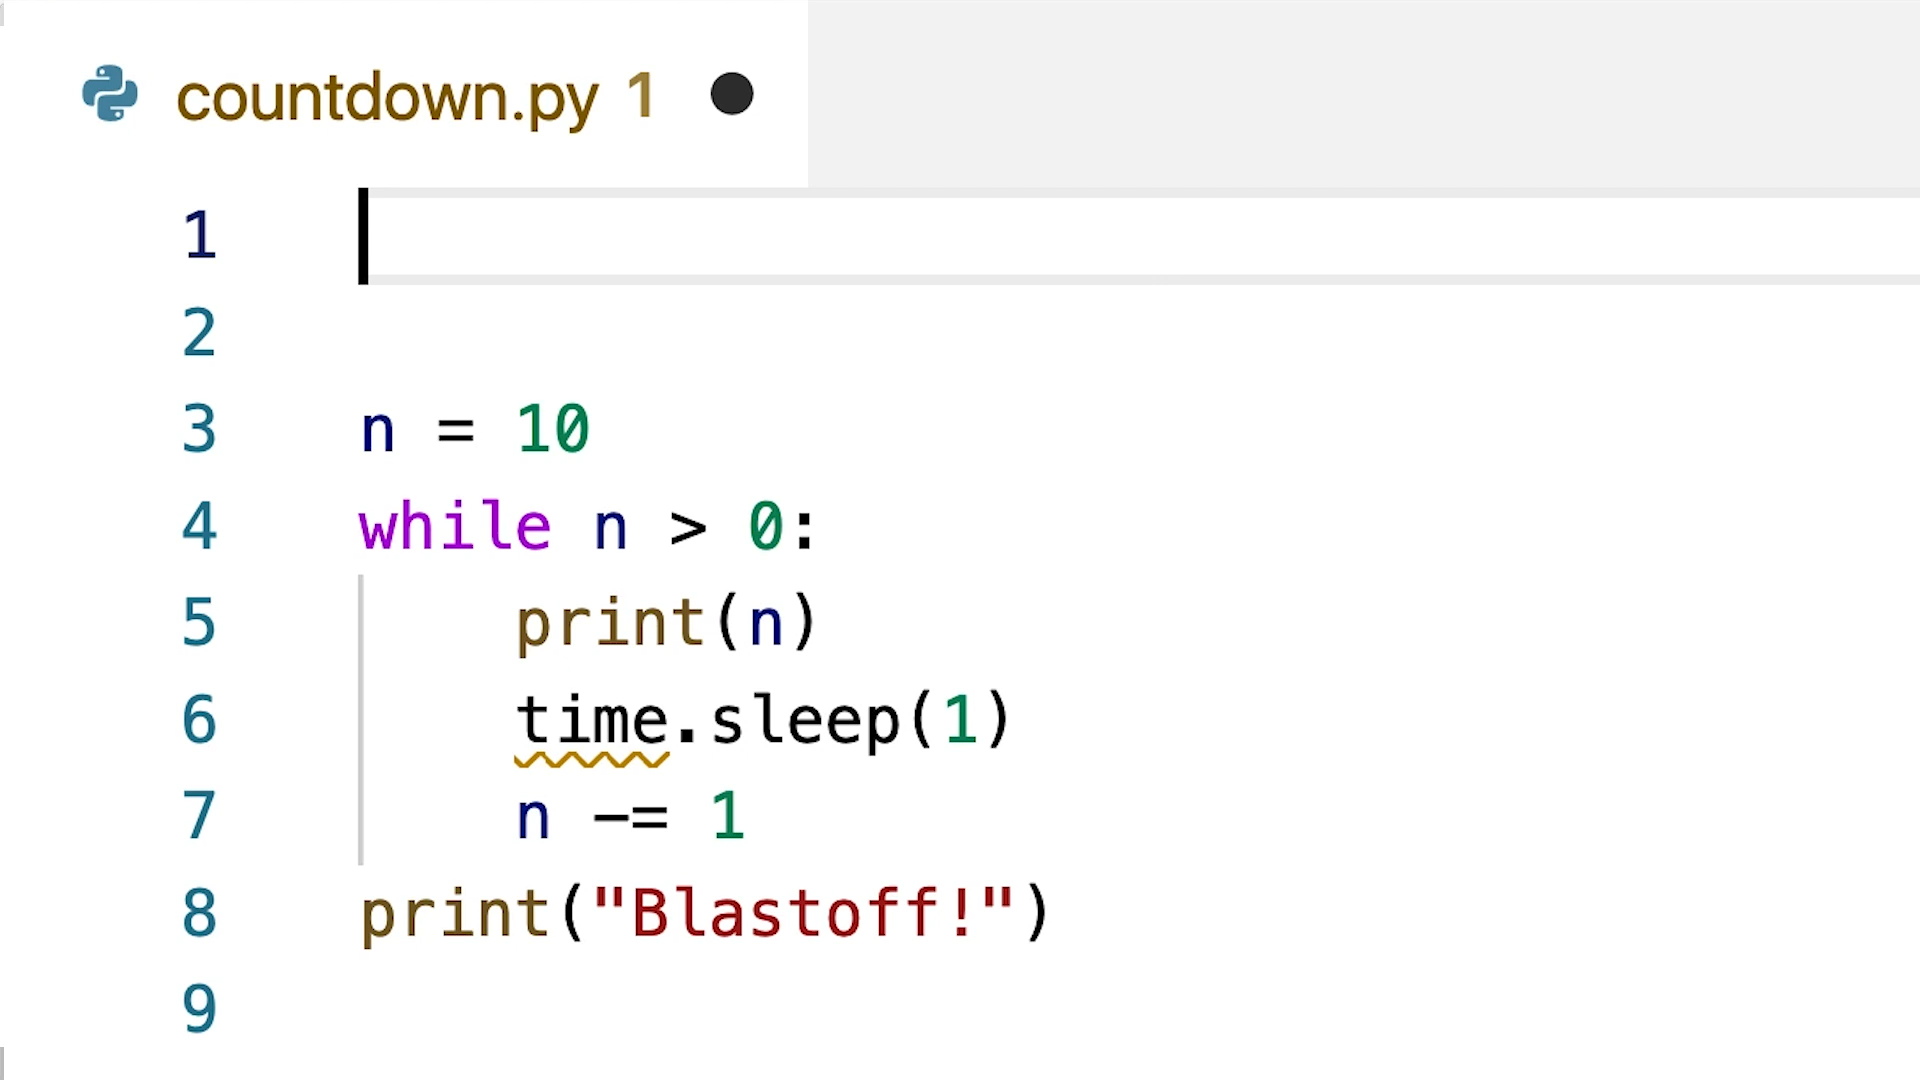 countdown.py 1
1
2
3 n = 10
4 while n > 0:
5     print(n)
6     time.sleep(1)
7     n -= 1
8 print("Blastoff!")
9